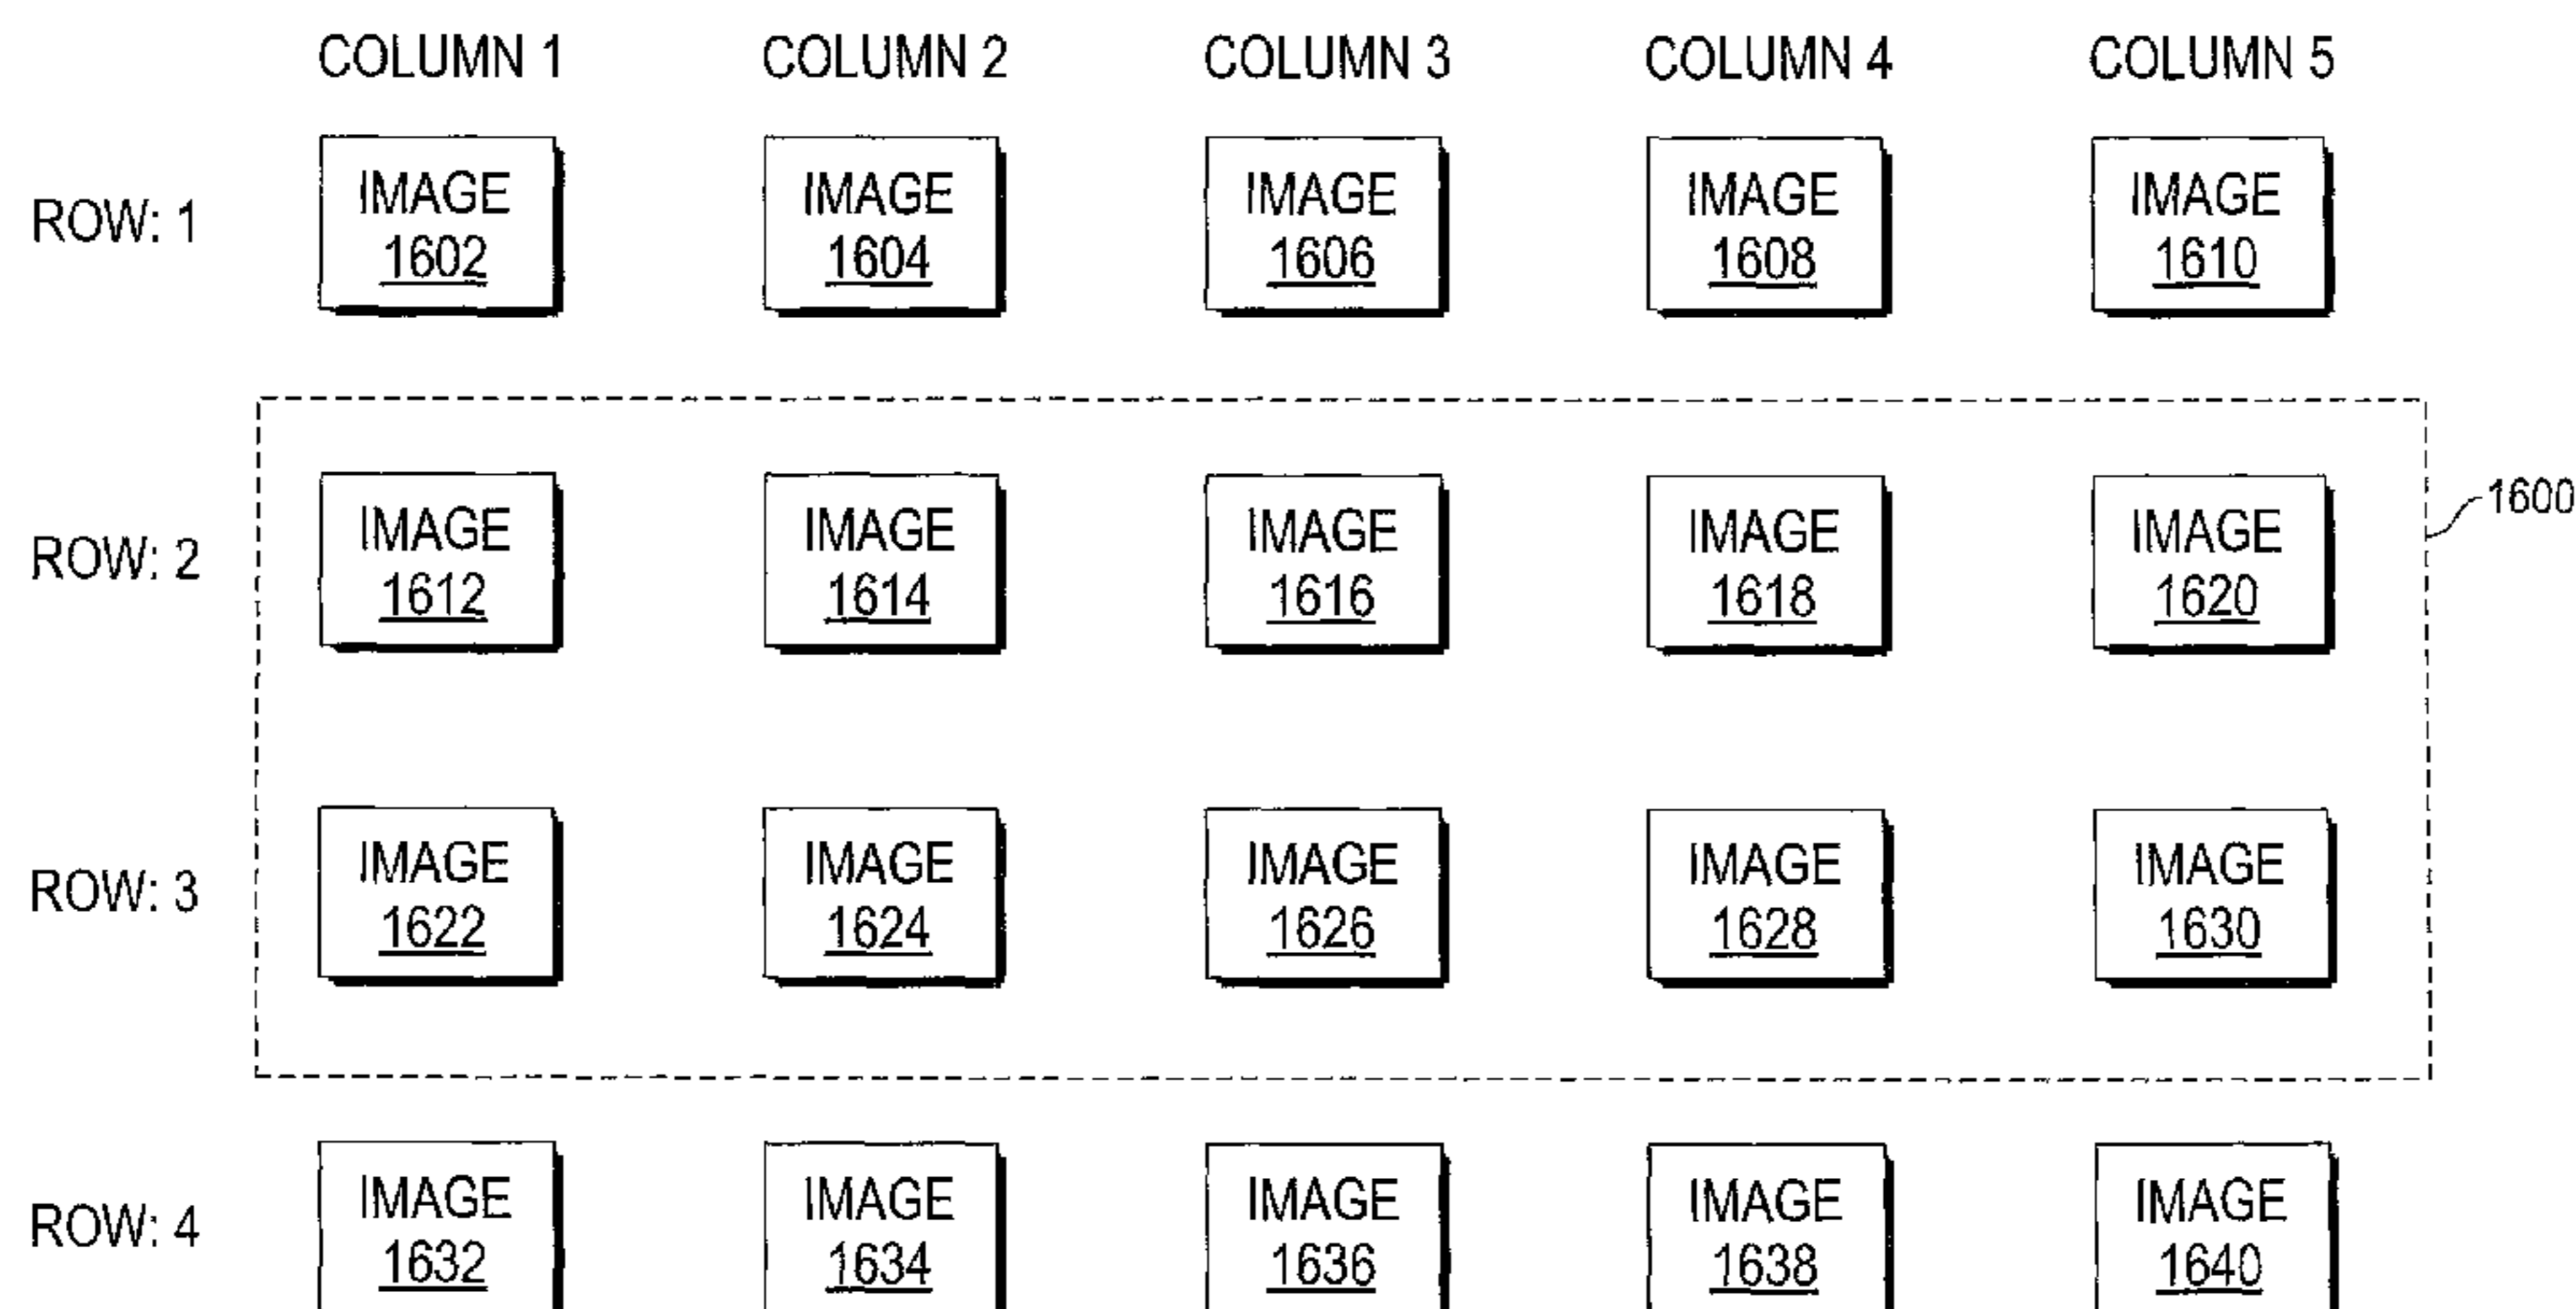 COLUMN 1 COLUMN 2 COLUMN 3 COLUMN 4 COLUMN 5
ROW: 1
IMAGE 1602
IMAGE 1604
IMAGE 1606
IMAGE 1608
IMAGE 1610
1600
ROW: 2
IMAGE 1612
IMAGE 1614
IMAGE 1616
IMAGE 1618
IMAGE 1620
ROW: 3
IMAGE 1622
IMAGE 1624
IMAGE 1626
IMAGE 1628
IMAGE 1630
ROW: 4
IMAGE 1632
IMAGE 1634
IMAGE 1636
IMAGE 1638
IMAGE 1640